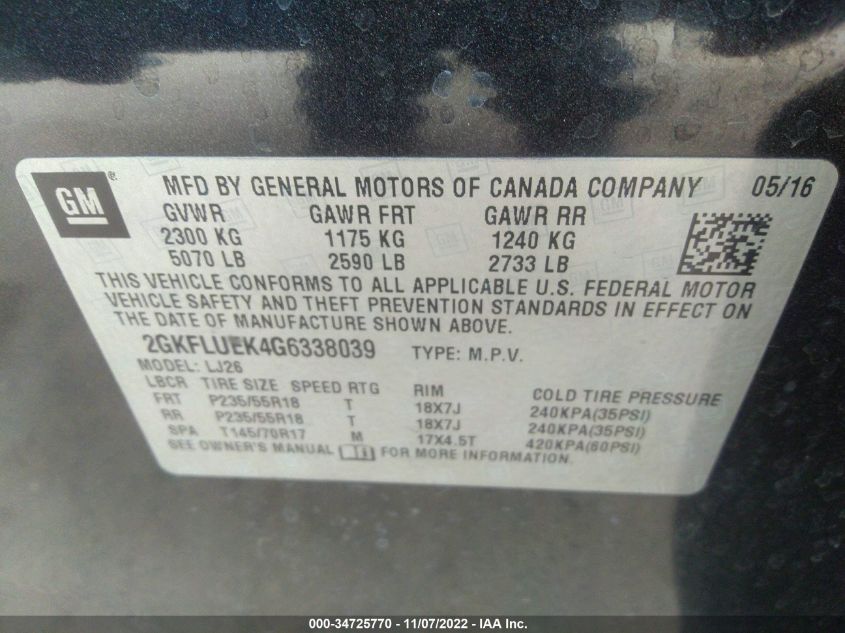 GM ® MFD BY GENERAL MOTORS OF CANADA COMPANY 05/16
GVWR GAWR FRT GAWR RR
2300 KG 1175 KG 1240 KG
5070 LB 2590 LB 2733 LB
THIS VEHICLE CONFORMS TO ALL APPLICABLE U.S. FEDERAL MOTOR
VEHICLE SAFETY AND THEFT PREVENTION STANDARDS IN EFFECT ON
THE DATE OF MANUFACTURE SHOWN ABOVE.
2GKFLUEK4G6338039 TYPE: M.P.V.
MODEL: LJ26
LBCR TIRE SIZE SPEED RTG RIM COLD TIRE PRESSURE
FRT P235/55R18 T 18X7J 240KPA(35PSI)
RR P235/55R18 T 18X7J 240KPA(35PSI)
SPA T145/70R17 M 17X4.5T 420KPA(60PSI)
SEE OWNER'S MANUAL FOR MORE INFORMATION.
000-34725770 - 11/07/2022 - IAA Inc.